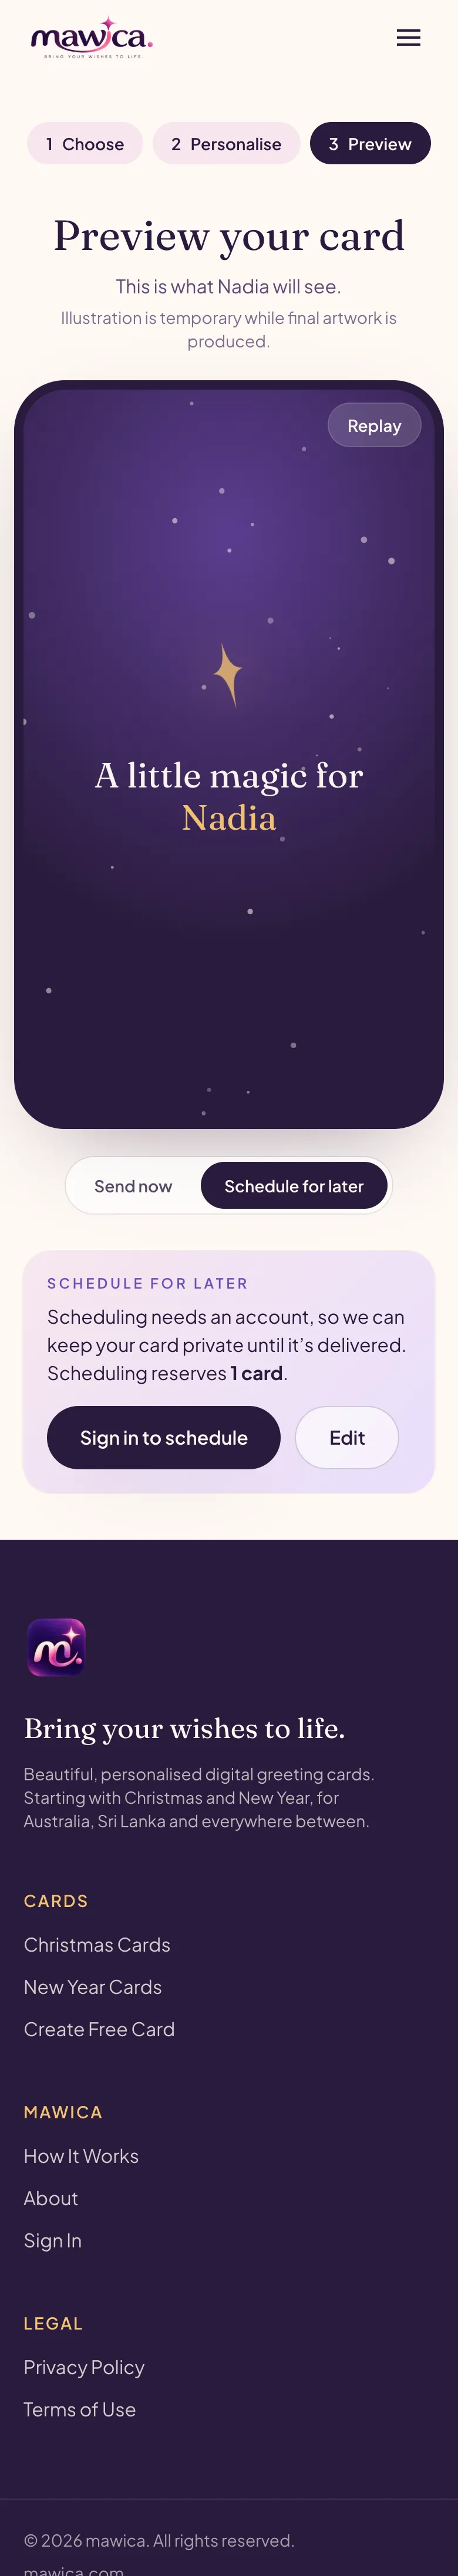 mawica.
BRING YOUR WISHES TO LIFE.
1 Choose
2 Personalise
3 Preview
Preview your card
This is what Nadia will see.
Illustration is temporary while final artwork is
produced.
Replay
A little magic for
Nadia
Send now
Schedule for later
SCHEDULE FOR LATER
Scheduling needs an account, so we can
keep your card private until it’s delivered.
Scheduling reserves 1 card.
Sign in to schedule
Edit
m.
Bring your wishes to life.
Beautiful, personalised digital greeting cards.
Starting with Christmas and New Year, for
Australia, Sri Lanka and everywhere between.
CARDS
Christmas Cards
New Year Cards
Create Free Card
MAWICA
How It Works
About
Sign In
LEGAL
Privacy Policy
Terms of Use
© 2026 mawica. All rights reserved.
mawica.com